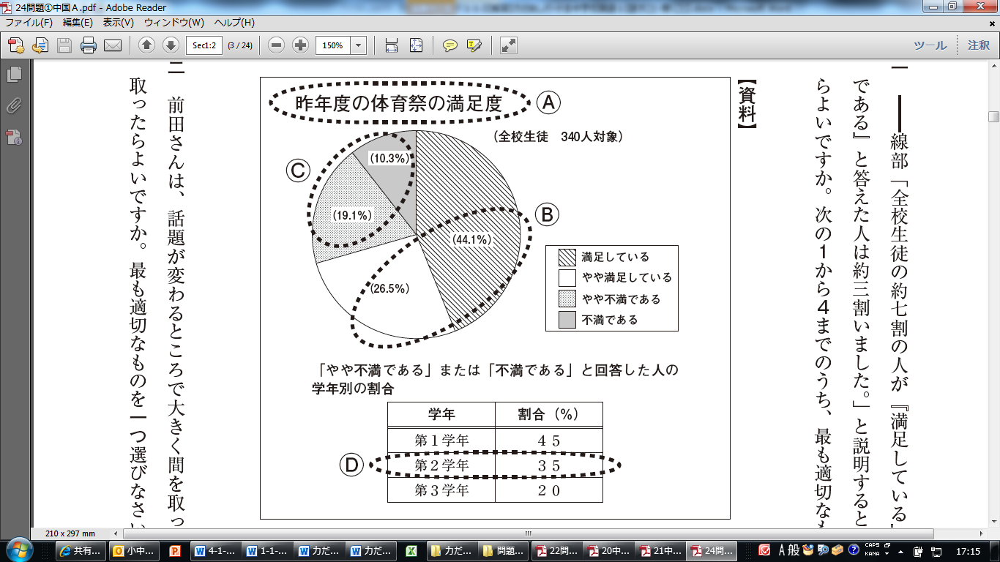 24問題①中国A.pdf - Adobe Reader
ファイル(F) 編集(E) 表示(V) ウィンドウ(W) ヘルプ(H)
Sec1:2 (3 / 24) 150% ツール 注釈
一 ━━線部「全校生徒の約七割の人が『満足している』
である』と答えた人は約三割いました。」と説明すると
らよいですか。次の1から4までのうち、最も適切なも
【資料】
昨年度の体育祭の満足度
Ⓐ
(全校生徒 340人対象)
Ⓒ
(10.3%)
(19.1%)
Ⓑ
(44.1%)
(26.5%)
満足している
やや満足している
やや不満である
不満である
「やや不満である」または「不満である」と回答した人の
学年別の割合
学年 割合(%)
第1学年 45
Ⓓ 第2学年 35
第3学年 20
二 前田さんは、話題が変わるところで大きく間を取っ
取ったらよいですか。最も適切なものを一つ選びなさい
210 x 297 mm
共有... 小中... 4-1-... 1-1-... 力だ... 力だ... 力だ... 問題... 22問... 20中... 21中... 24問...
A 般 CAPS KANA 17:15